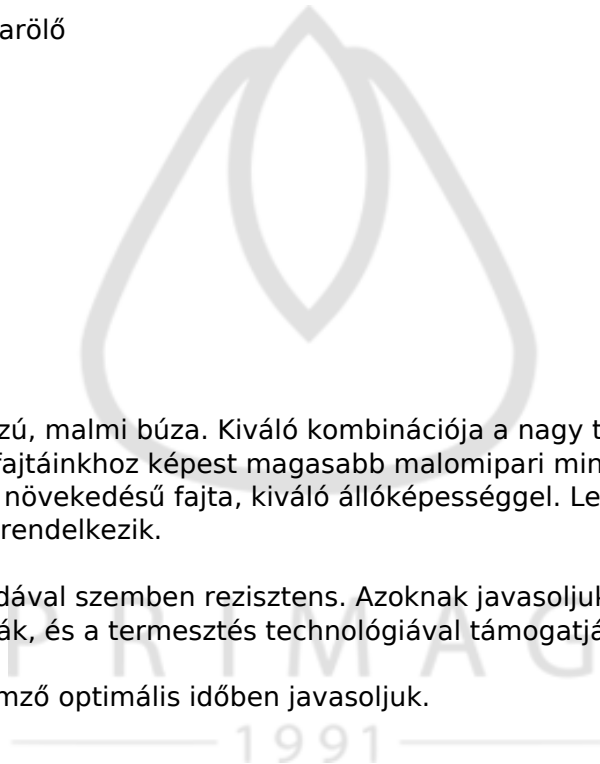 arölő
zú, malmi búza. Kiváló kombinációja a nagy t
fajtáinkhoz képest magasabb malomipari min
növekedésű fajta, kiváló állóképességgel. Le
rendelkezik.
dával szemben rezisztens. Azoknak javasoljuk
ák, és a termesztés technológiával támogatjá
PRIMAG
mző optimális időben javasoljuk.
1991